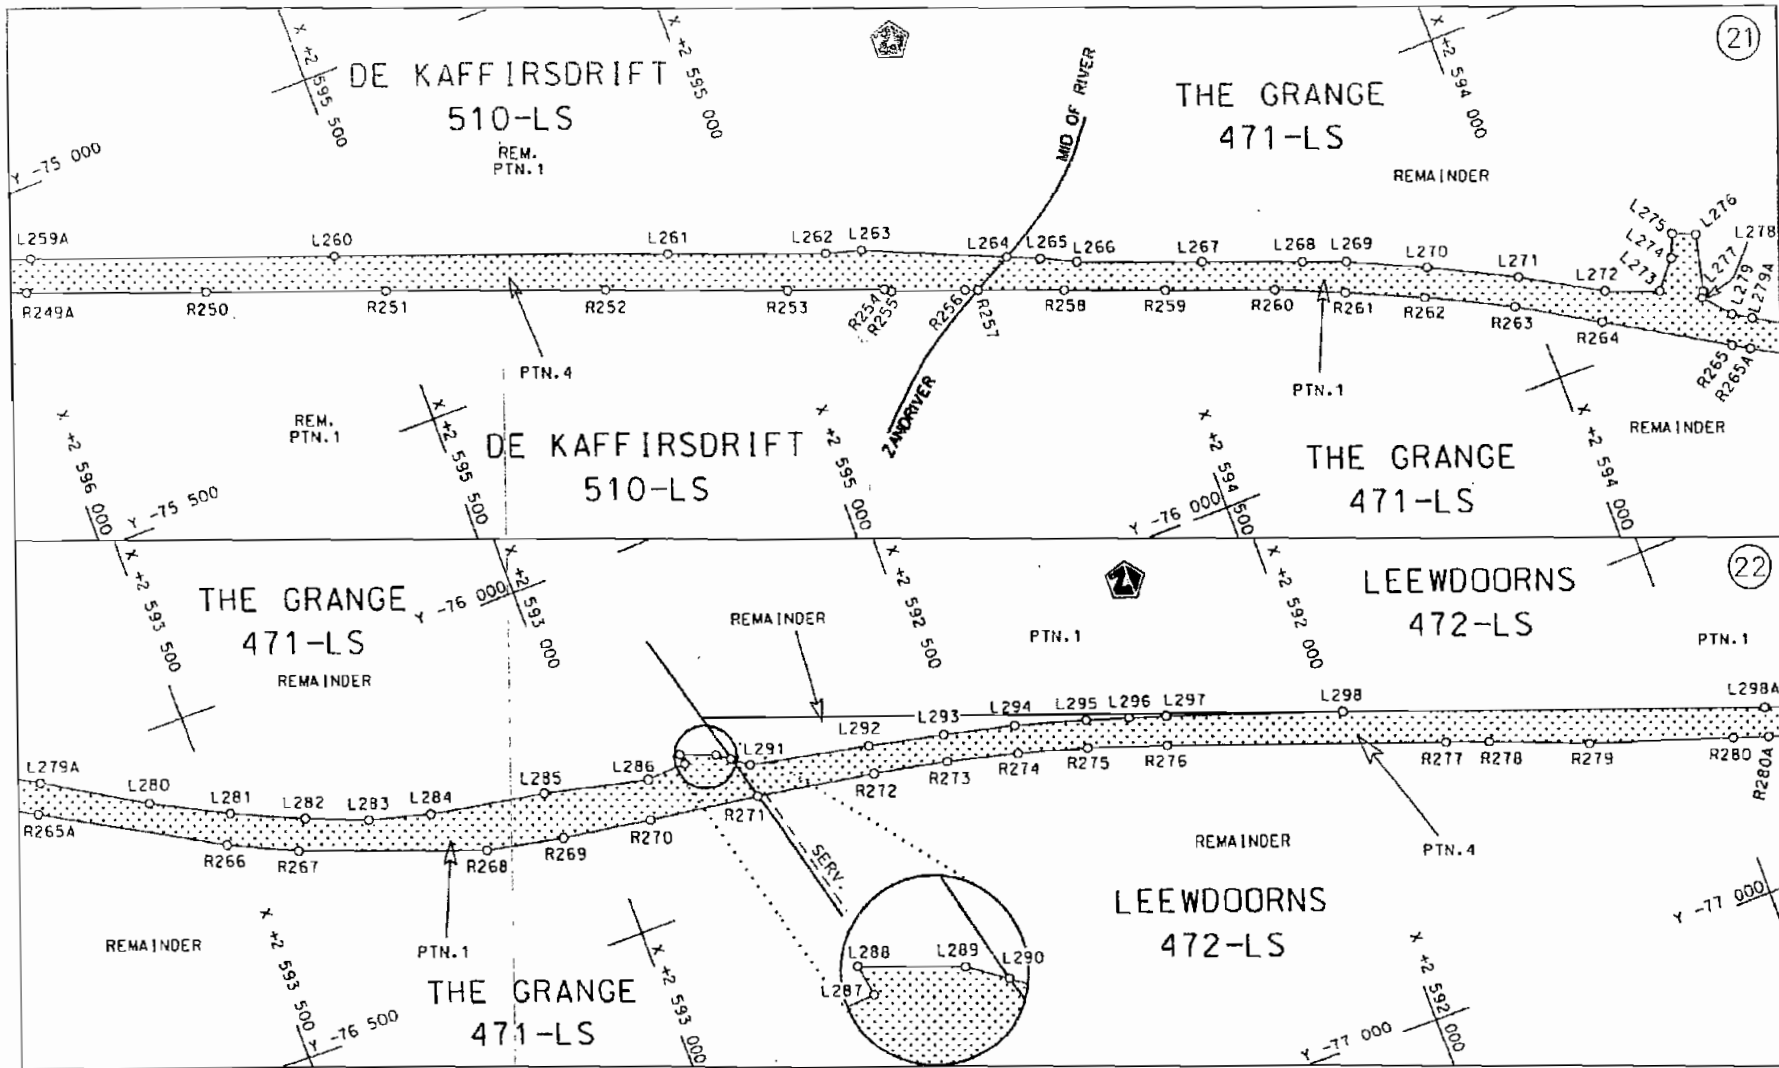 21
DE KAFFIRSDRIFT
510-LS
REM.
PTN.1
X +2 595 500
X +2 595 000
MID OF RIVER
THE GRANGE
471-LS
REMAINDER
X +2 594 000
Y -75 000
L259A
L260
L261
L262
L263
L264
L265
L266
L267
L268
L269
L270
L271
L272
L273
L274
L275
L276
L277
L278
L279
L279A
R249A
R250
R251
R252
R253
R254
R255
R256
R257
R258
R259
R260
R261
R262
R263
R264
R265
R265A
PTN.4
PTN.1
ZANDRIVER
REM.
PTN.1
DE KAFFIRSDRIFT
510-LS
THE GRANGE
471-LS
REMAINDER
X +2 596 000
Y -75 500
X +2 595 500
X +2 595 000
X +2 594 500
Y -76 000
X +2 594 000
22
THE GRANGE
471-LS
REMAINDER
X +2 593 500
Y -76 000
X +2 593 000
REMAINDER
X +2 592 500
PTN.1
X +2 592 000
LEEWDOORNS
472-LS
PTN.1
L279A
L280
L281
L282
L283
L284
L285
L286
L291
L292
L293
L294
L295
L296
L297
L298
L298A
R265A
R266
R267
R268
R269
R270
R271
R272
R273
R274
R275
R276
R277
R278
R279
R280
R280A
SERV.
REMAINDER
PTN.4
PTN.1
REMAINDER
THE GRANGE
471-LS
LEEWDOORNS
472-LS
L287
L288
L289
L290
X +2 593 500
Y -76 500
X +2 593 000
Y -77 000
X +2 592 000
Y -77 000